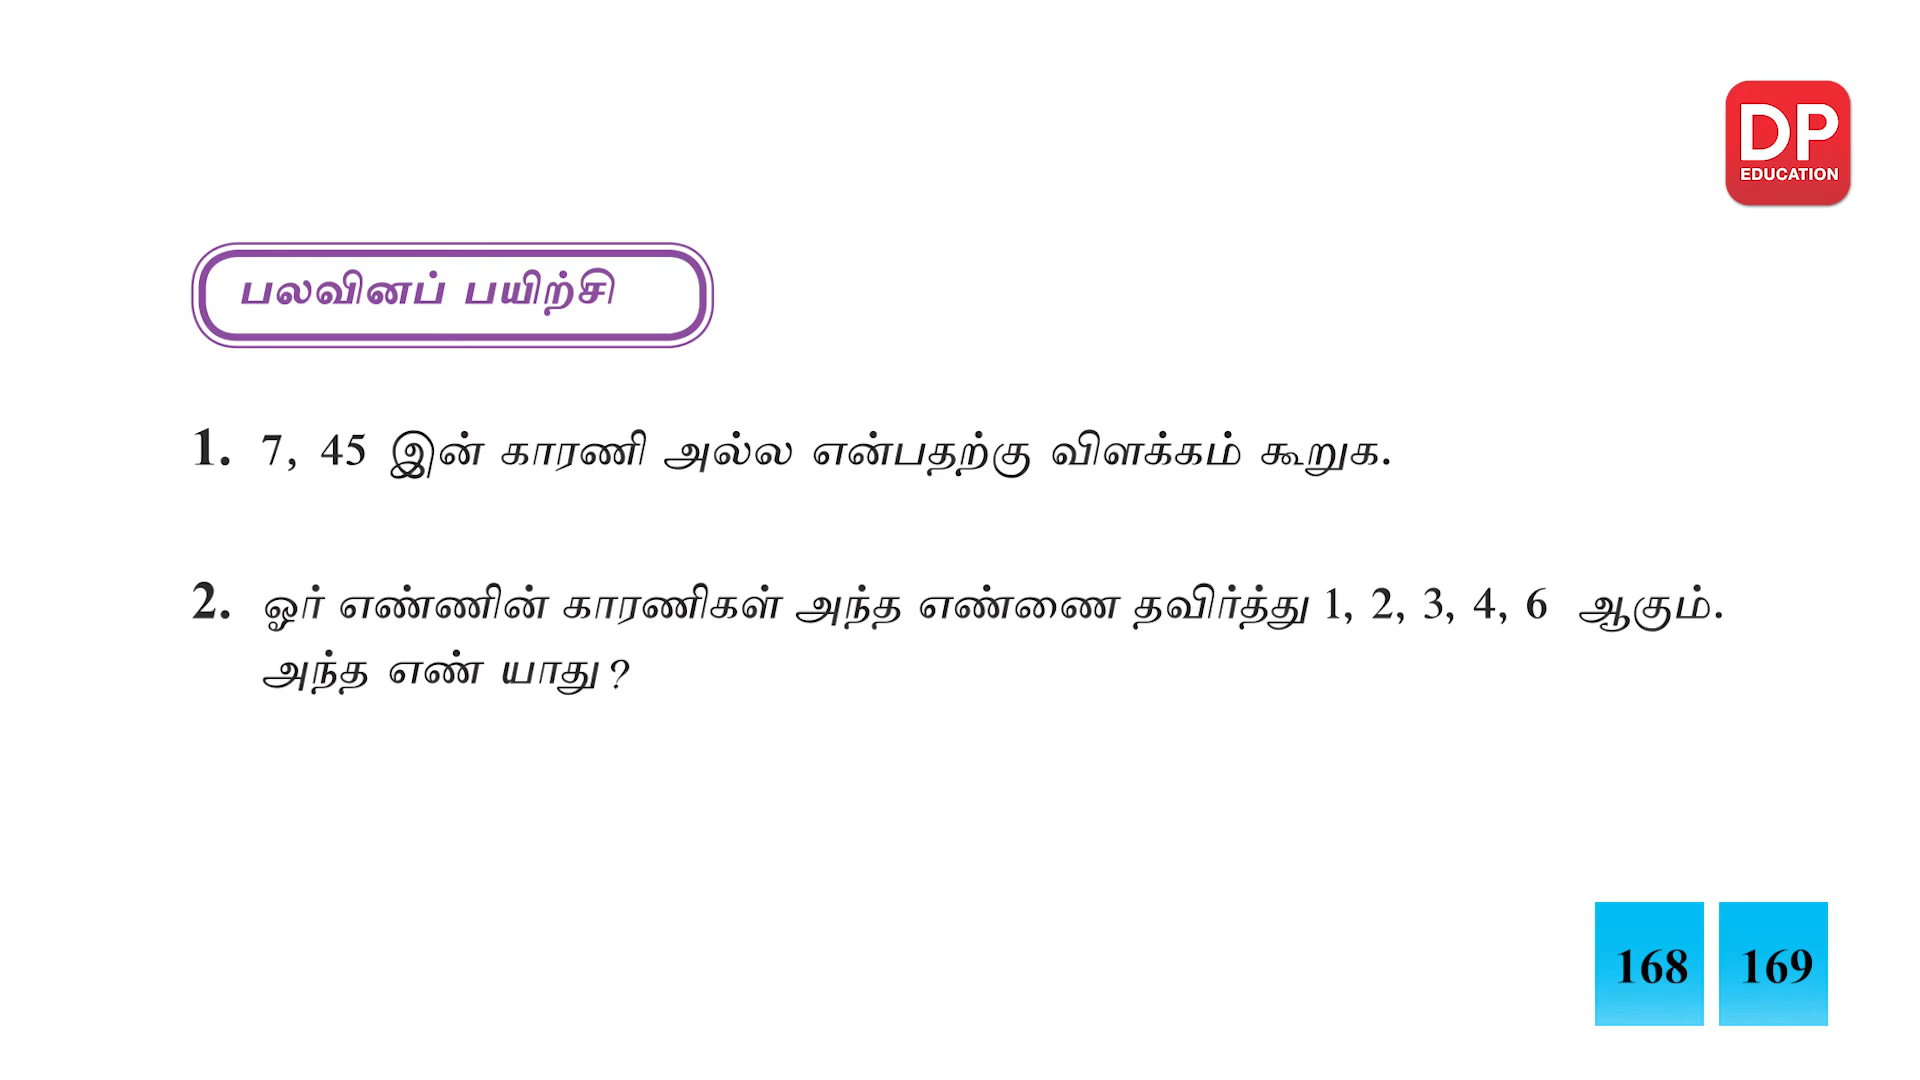 DP
EDUCATION
பலவினப் பயிற்சி
1. 7, 45 இன் காரணி அல்ல என்பதற்கு விளக்கம் கூறுக.
2. ஓர் எண்ணின் காரணிகள் அந்த எண்ணை தவிர்த்து 1, 2, 3, 4, 6 ஆகும்.
அந்த எண் யாது?
168 169